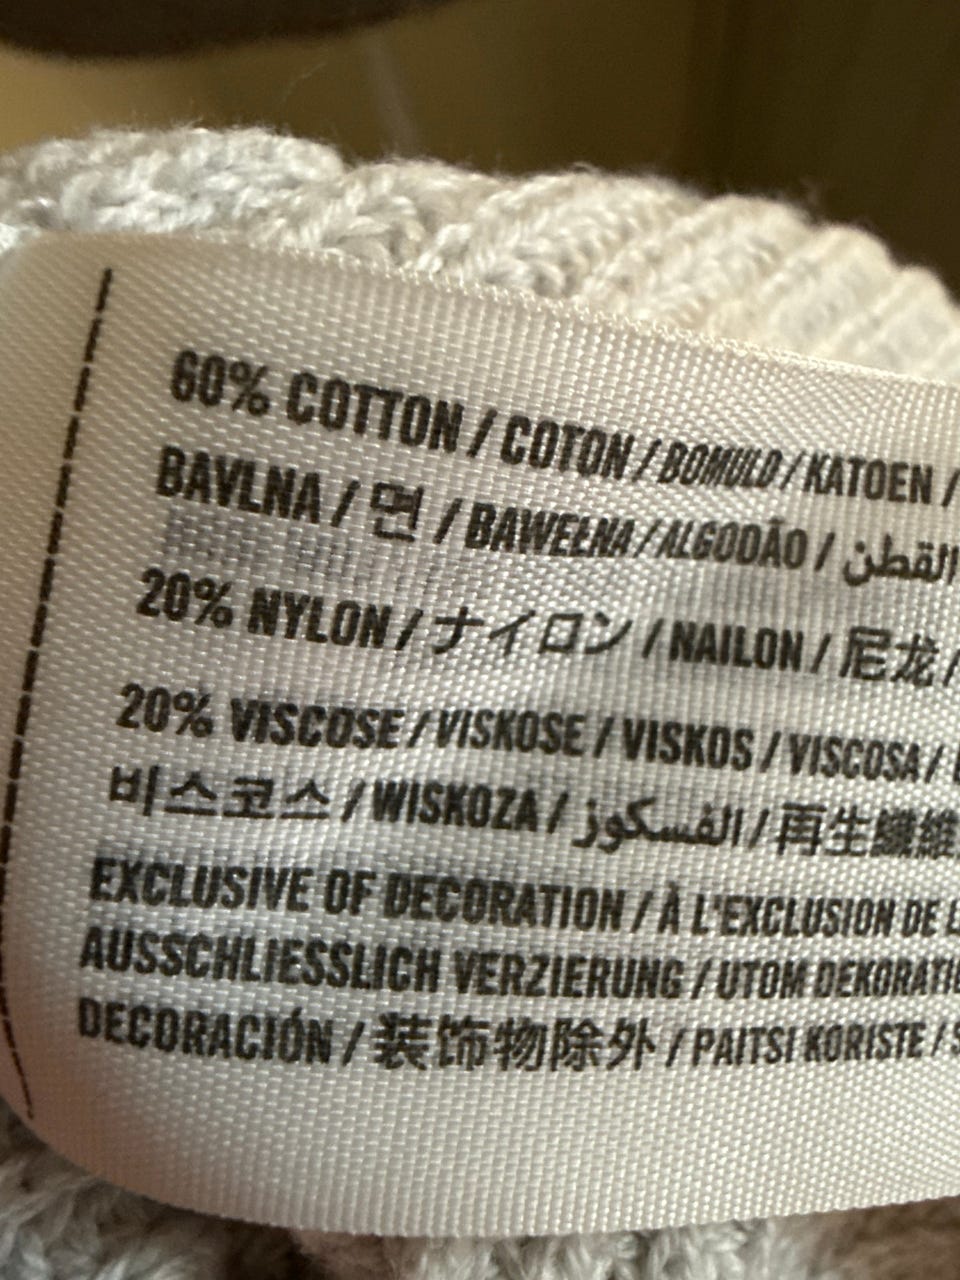 60% COTTON / COTON / BOMULD / KATOEN /
BAVLNA / 면 / BAWEŁNA / ALGODÃO / القطن
20% NYLON / ナイロン / NAILON / 尼龙 /
20% VISCOSE / VISKOSE / VISKOS / VISCOSA /
비스코스 / WISKOZA / الفسكوز / 再生纖維
EXCLUSIVE OF DECORATION / À L'EXCLUSION DE
AUSSCHLIESSLICH VERZIERUNG / UTOM DEKORATI
DECORACIÓN / 装饰物除外 / PAITSI KORISTE /